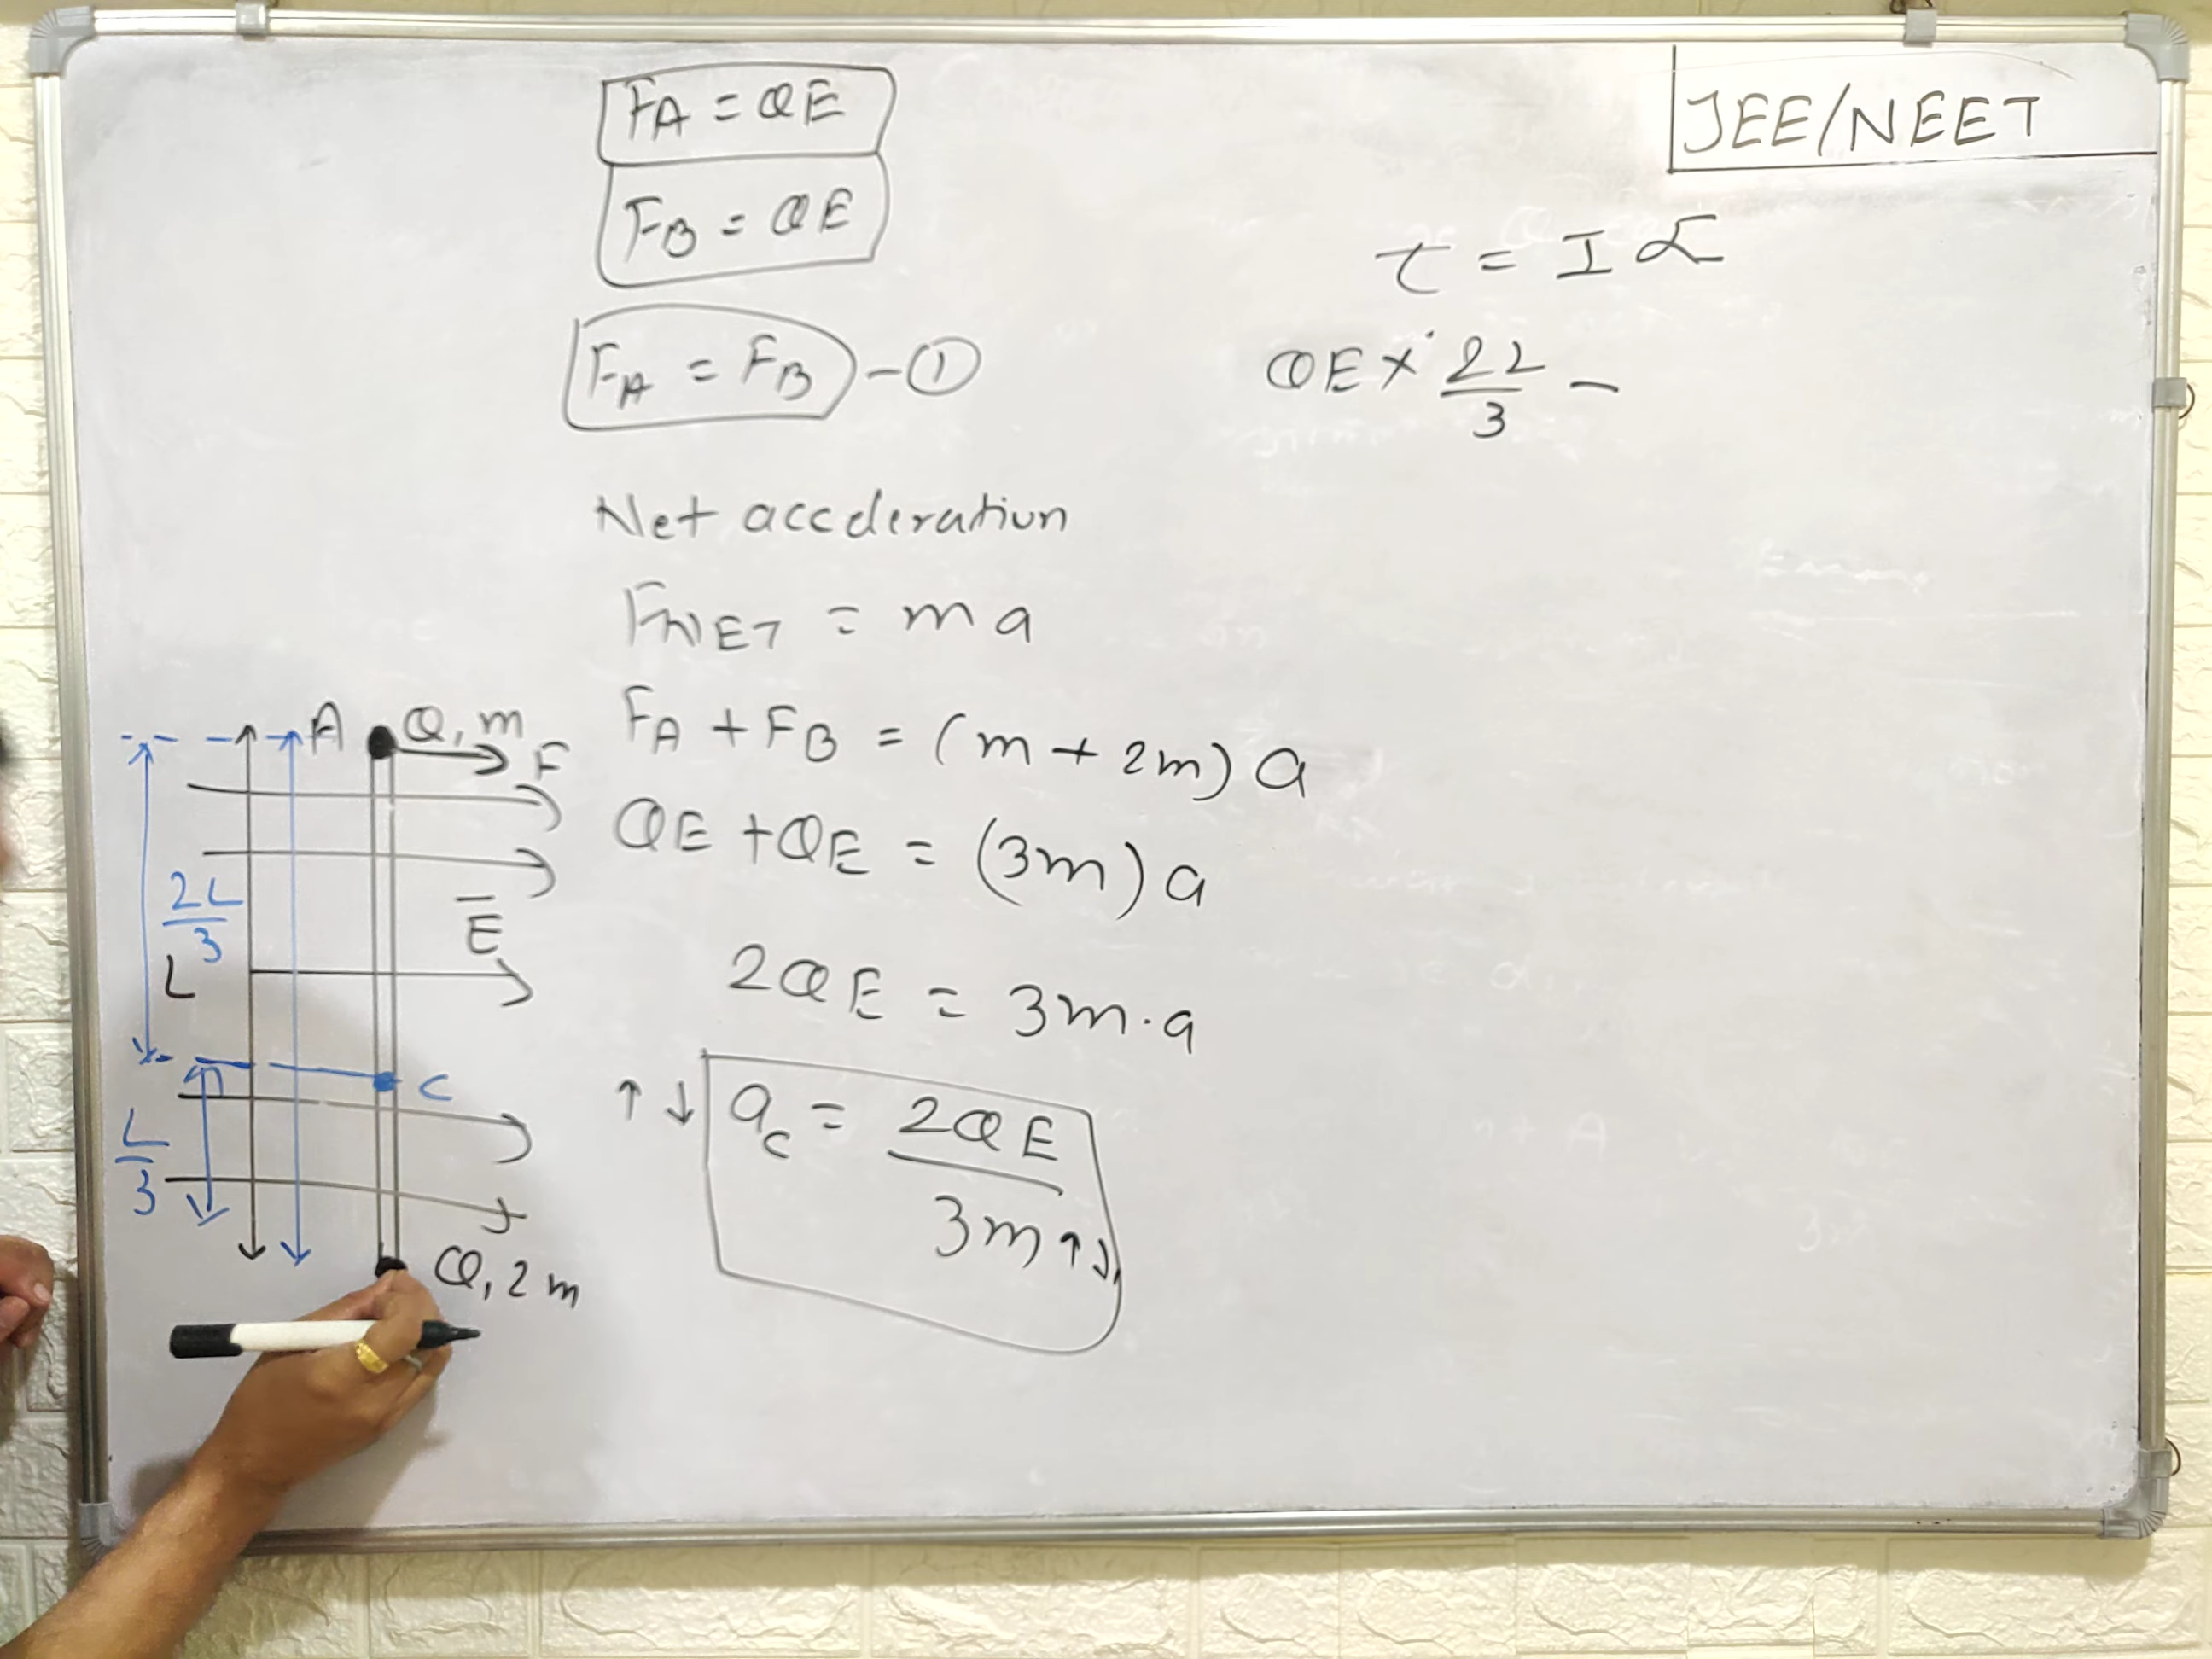 JEE/NEET
FA = QE
FB = QE
FA = FB - ①
Net acceleration
FNET = ma
FA + FB = (m + 2m) a
QE + QE = (3m) a
2QE = 3m·a
↑↓ ac = 2QE / 3m ↑↓
τ = I α
QE × 2L/3 -
A Q, m
F
2L/3
E
L
C
L/3
Q, 2m